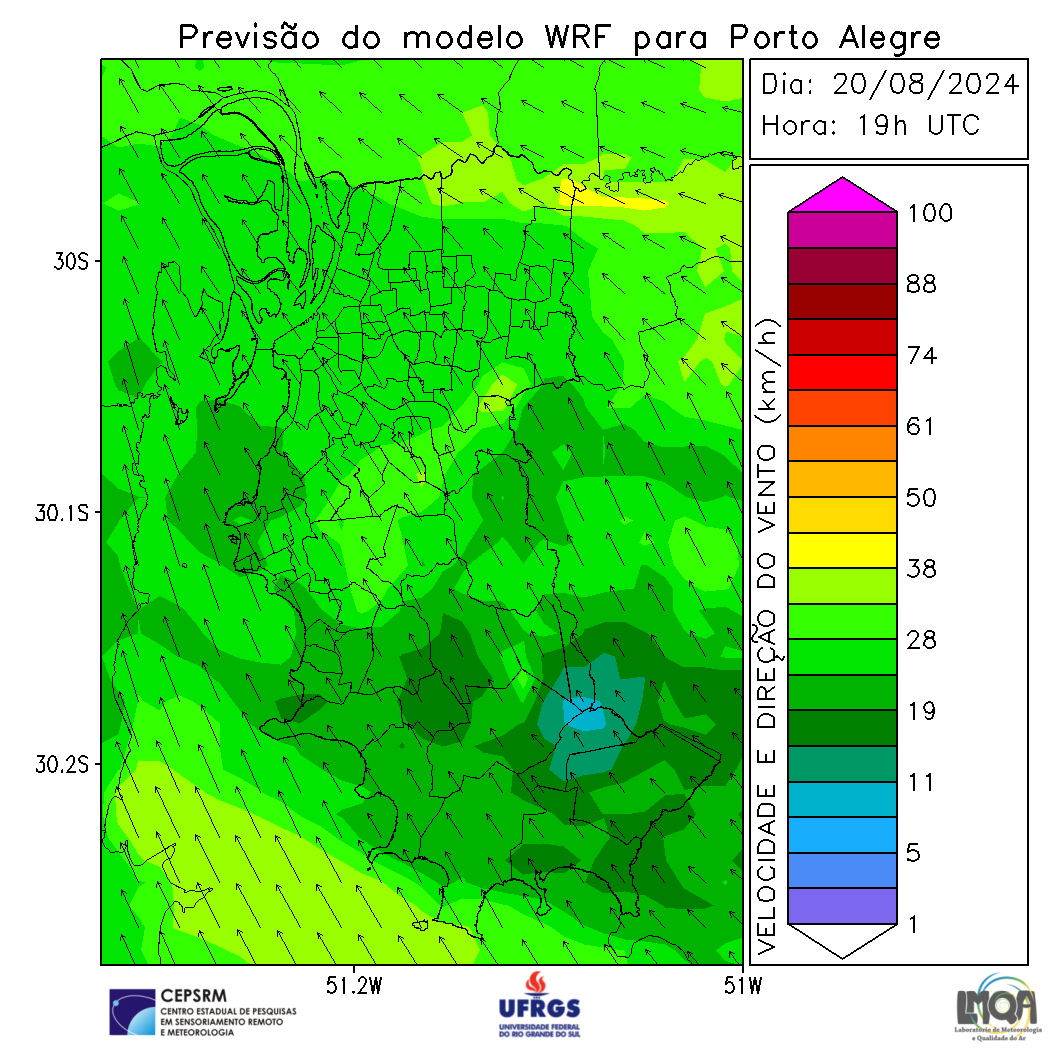 Previsão do modelo WRF para Porto Alegre
Dia: 20/08/2024
Hora: 19h UTC
30S
30.1S
30.2S
51.2W
51W
VELOCIDADE E DIREÇÃO DO VENTO (km/h)
100
88
74
61
50
38
28
19
11
5
1
CEPSRM
CENTRO ESTADUAL DE PESQUISAS
EM SENSORIAMENTO REMOTO
E METEOROLOGIA
UFRGS
UNIVERSIDADE FEDERAL
DO RIO GRANDE DO SUL
LMQA
Laboratório de Meteorologia
e Qualidade do Ar